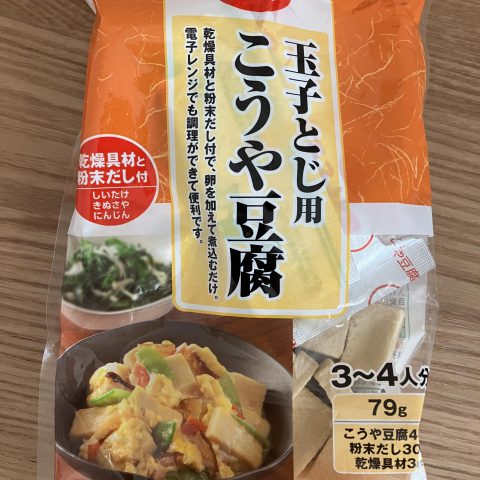 玉子とじ用
こうや豆腐
乾燥具材と粉末だし付で、卵を加えて煮込むだけ。
電子レンジでも調理ができて便利です。
乾燥具材と
粉末だし付
しいたけ
きぬさや
にんじん
や豆腐
3〜4人分
79g
こうや豆腐4
粉末だし30
乾燥具材3